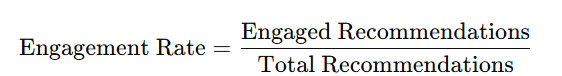 Engagement Rate = Engaged Recommendations / Total Recommendations